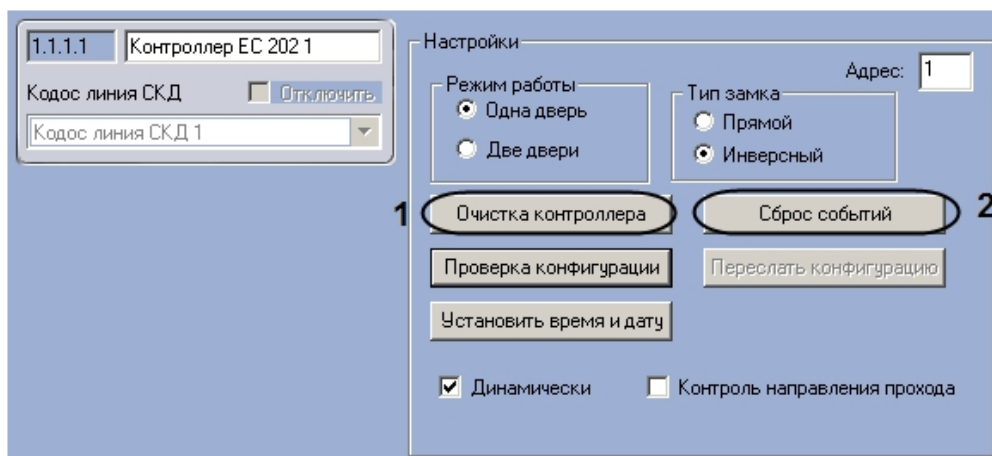 1.1.1.1 Контроллер ЕС 202 1
Кодос линия СКД Отключить
Кодос линия СКД 1
Настройки
Адрес: 1
Режим работы
Одна дверь
Две двери
Тип замка
Прямой
Инверсный
1 Очистка контроллера Сброс событий 2
Проверка конфигурации Переслать конфигурацию
Установить время и дату
Динамически Контроль направления прохода